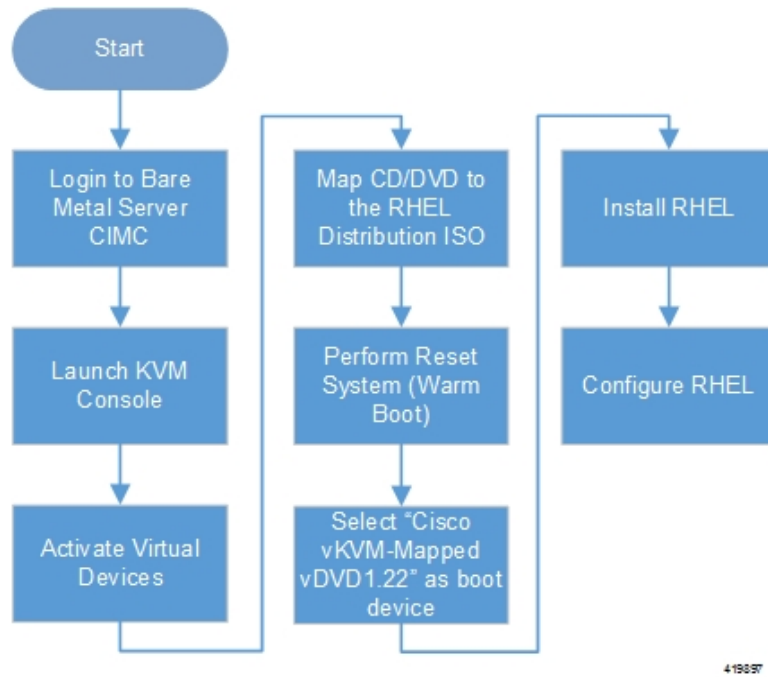 Start
Login to Bare
Metal Server
CIMC
Launch KVM
Console
Activate Virtual
Devices
Map CD/DVD to
the RHEL
Distribution ISO
Perform Reset
System (Warm
Boot)
Select “Cisco
vKVM-Mapped
vDVD1.22” as boot
device
Install RHEL
Configure RHEL
419897